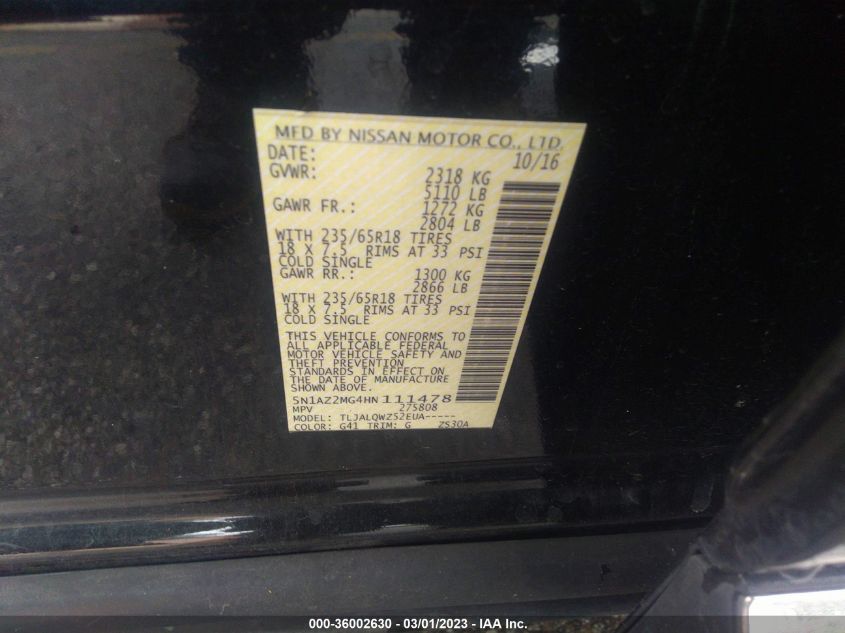 MFD BY NISSAN MOTOR CO., LTD.
DATE: 10/16
GVWR: 2318 KG
5110 LB
GAWR FR.: 1272 KG
2804 LB
WITH 235/65R18 TIRES
18 X 7.5 RIMS AT 33 PSI
COLD SINGLE
GAWR RR.: 1300 KG
2866 LB
WITH 235/65R18 TIRES
18 X 7.5 RIMS AT 33 PSI
COLD SINGLE
THIS VEHICLE CONFORMS TO
ALL APPLICABLE FEDERAL
MOTOR VEHICLE SAFETY AND
THEFT PREVENTION
STANDARDS IN EFFECT ON
THE DATE OF MANUFACTURE
SHOWN ABOVE.
5N1AZ2MG4HN111478
MPV 275808
MODEL: TLJALQWZ52EUA-----
COLOR: G41 TRIM: G ZS30A
000-36002630 - 03/01/2023 - IAA Inc.